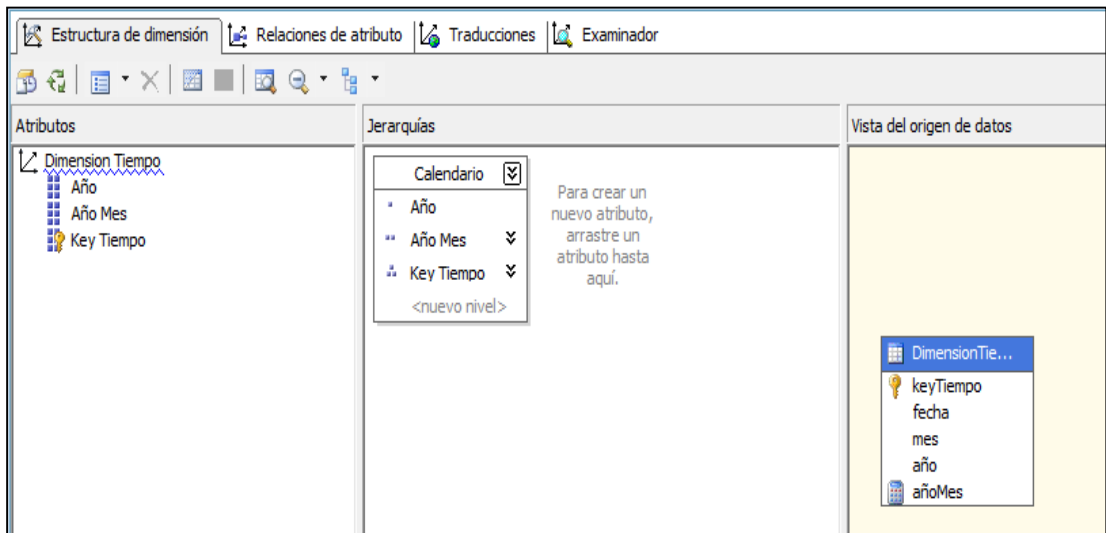 Estructura de dimensión Relaciones de atributo Traducciones Examinador
Atributos
Dimension Tiempo
Año
Año Mes
Key Tiempo
Jerarquías
Calendario
Año
Año Mes
Key Tiempo
<nuevo nivel>
Para crear un
nuevo atributo,
arrastre un
atributo hasta
aquí.
Vista del origen de datos
DimensionTie...
keyTiempo
fecha
mes
año
añoMes